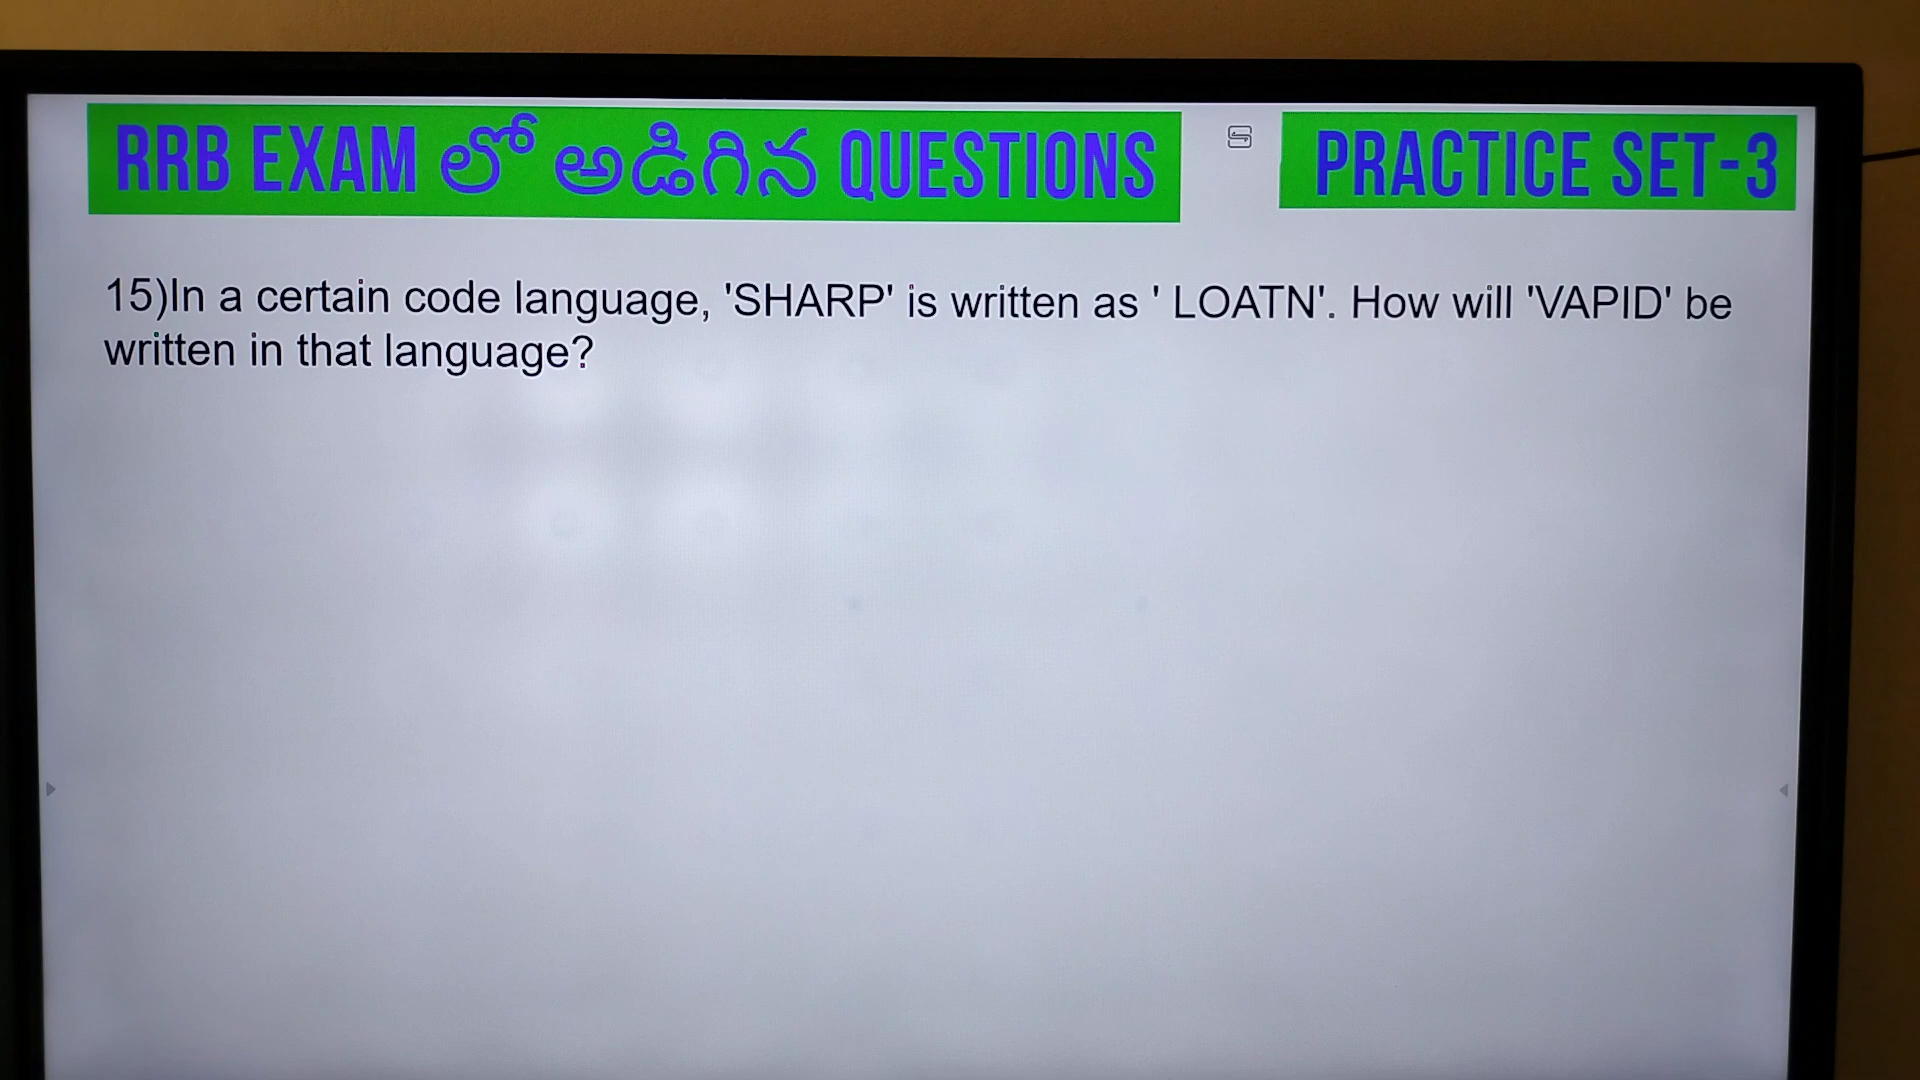 RRB EXAM లో అడిగిన QUESTIONS
PRACTICE SET-3
15)In a certain code language, 'SHARP' is written as ' LOATN'. How will 'VAPID' be
written in that language?